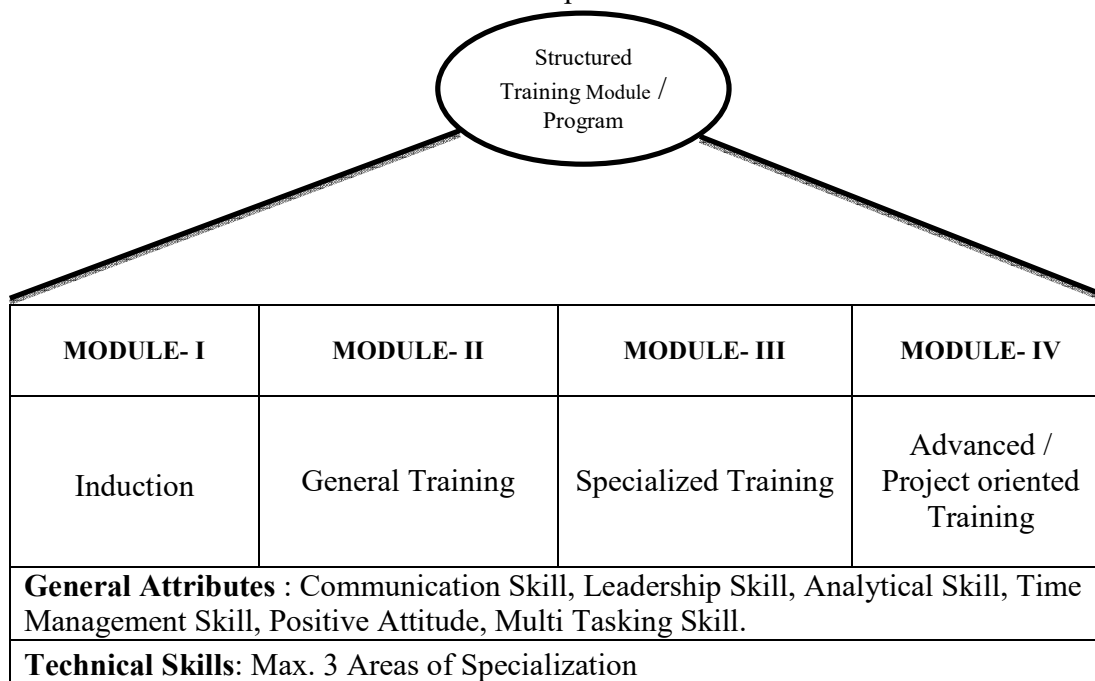 Structured
Training Module /
Program
MODULE- I
MODULE- II
MODULE- III
MODULE- IV
Induction
General Training
Specialized Training
Advanced /
Project oriented
Training
General Attributes : Communication Skill, Leadership Skill, Analytical Skill, Time
Management Skill, Positive Attitude, Multi Tasking Skill.
Technical Skills: Max. 3 Areas of Specialization